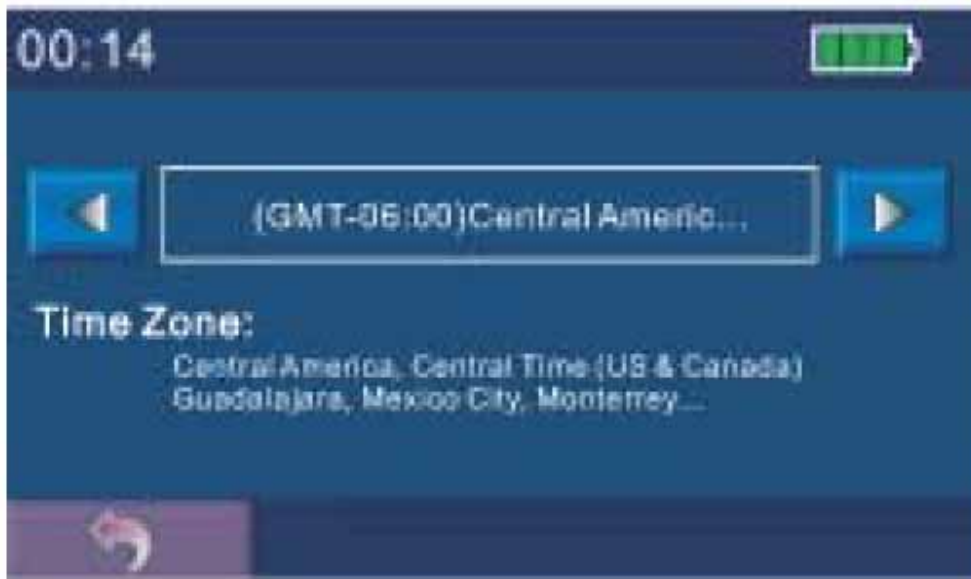 00:14
(GMT-06:00)Central Americ...
Time Zone:
Central America, Central Time (US & Canada)
Guadalajara, Mexico City, Monterrey...